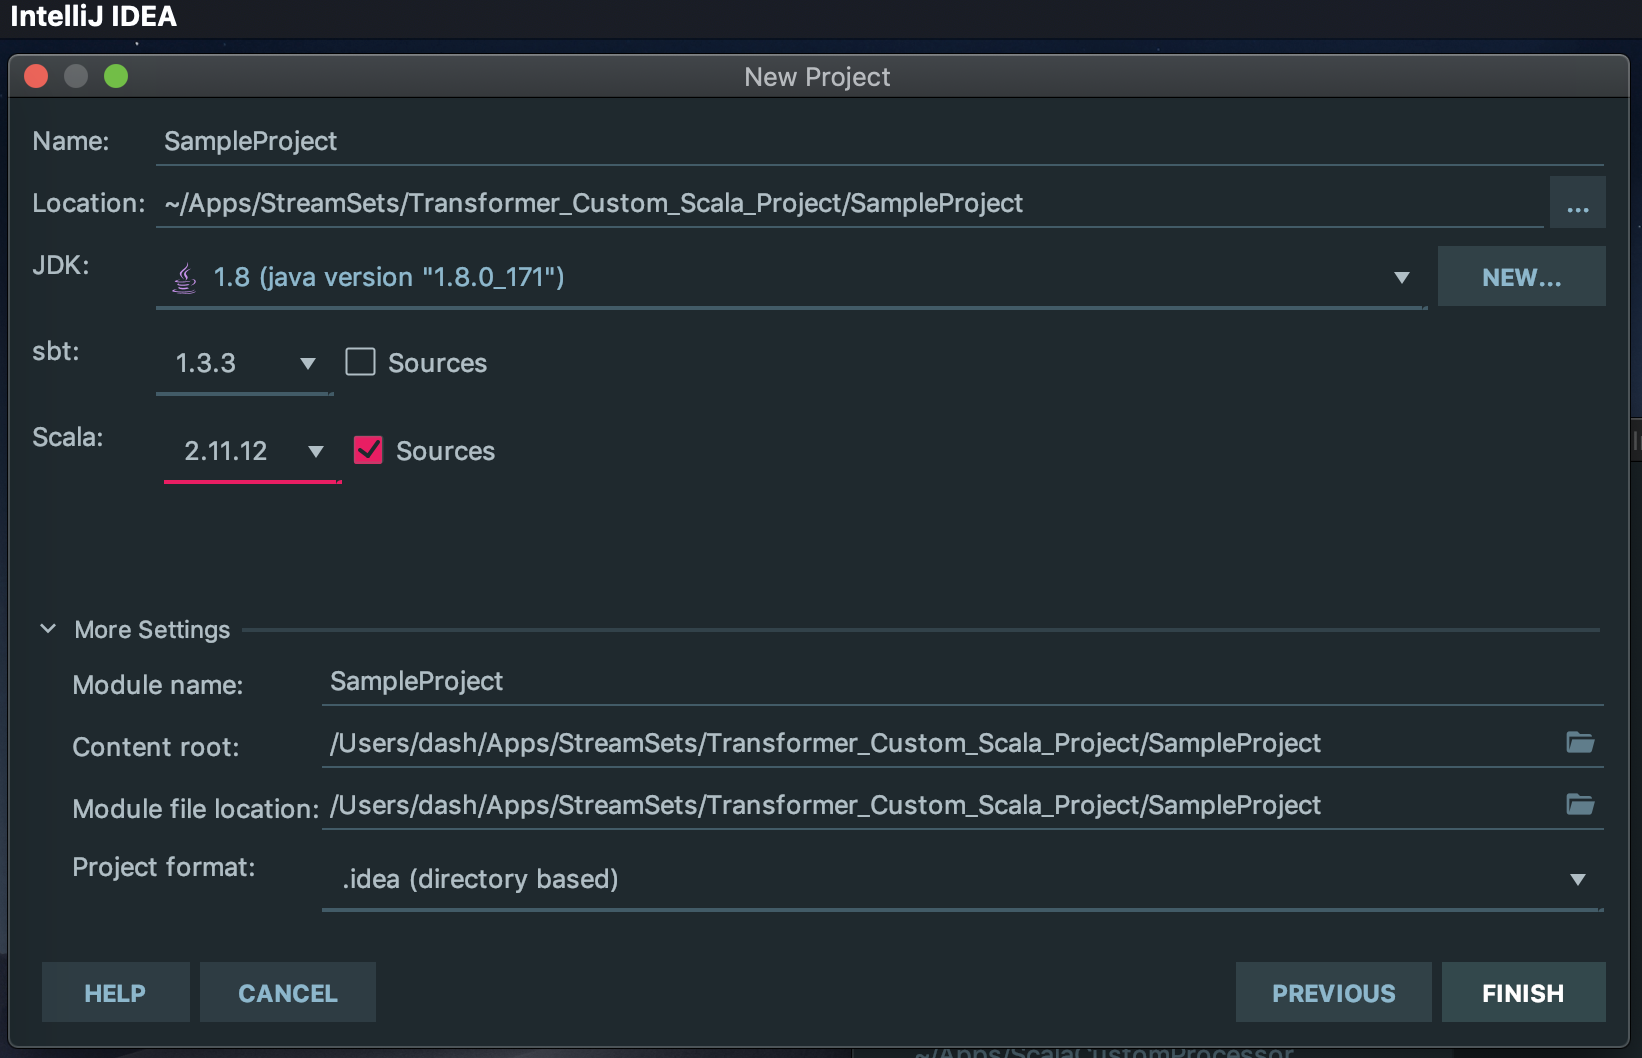 IntelliJ IDEA
New Project
Name: SampleProject
Location: ~/Apps/StreamSets/Transformer_Custom_Scala_Project/SampleProject ...
JDK: 1.8 (java version "1.8.0_171") NEW...
sbt: 1.3.3 Sources
Scala: 2.11.12 Sources
More Settings
Module name: SampleProject
Content root: /Users/dash/Apps/StreamSets/Transformer_Custom_Scala_Project/SampleProject
Module file location: /Users/dash/Apps/StreamSets/Transformer_Custom_Scala_Project/SampleProject
Project format: .idea (directory based)
HELP CANCEL PREVIOUS FINISH
~/Apps/ScalaCustomProcessor